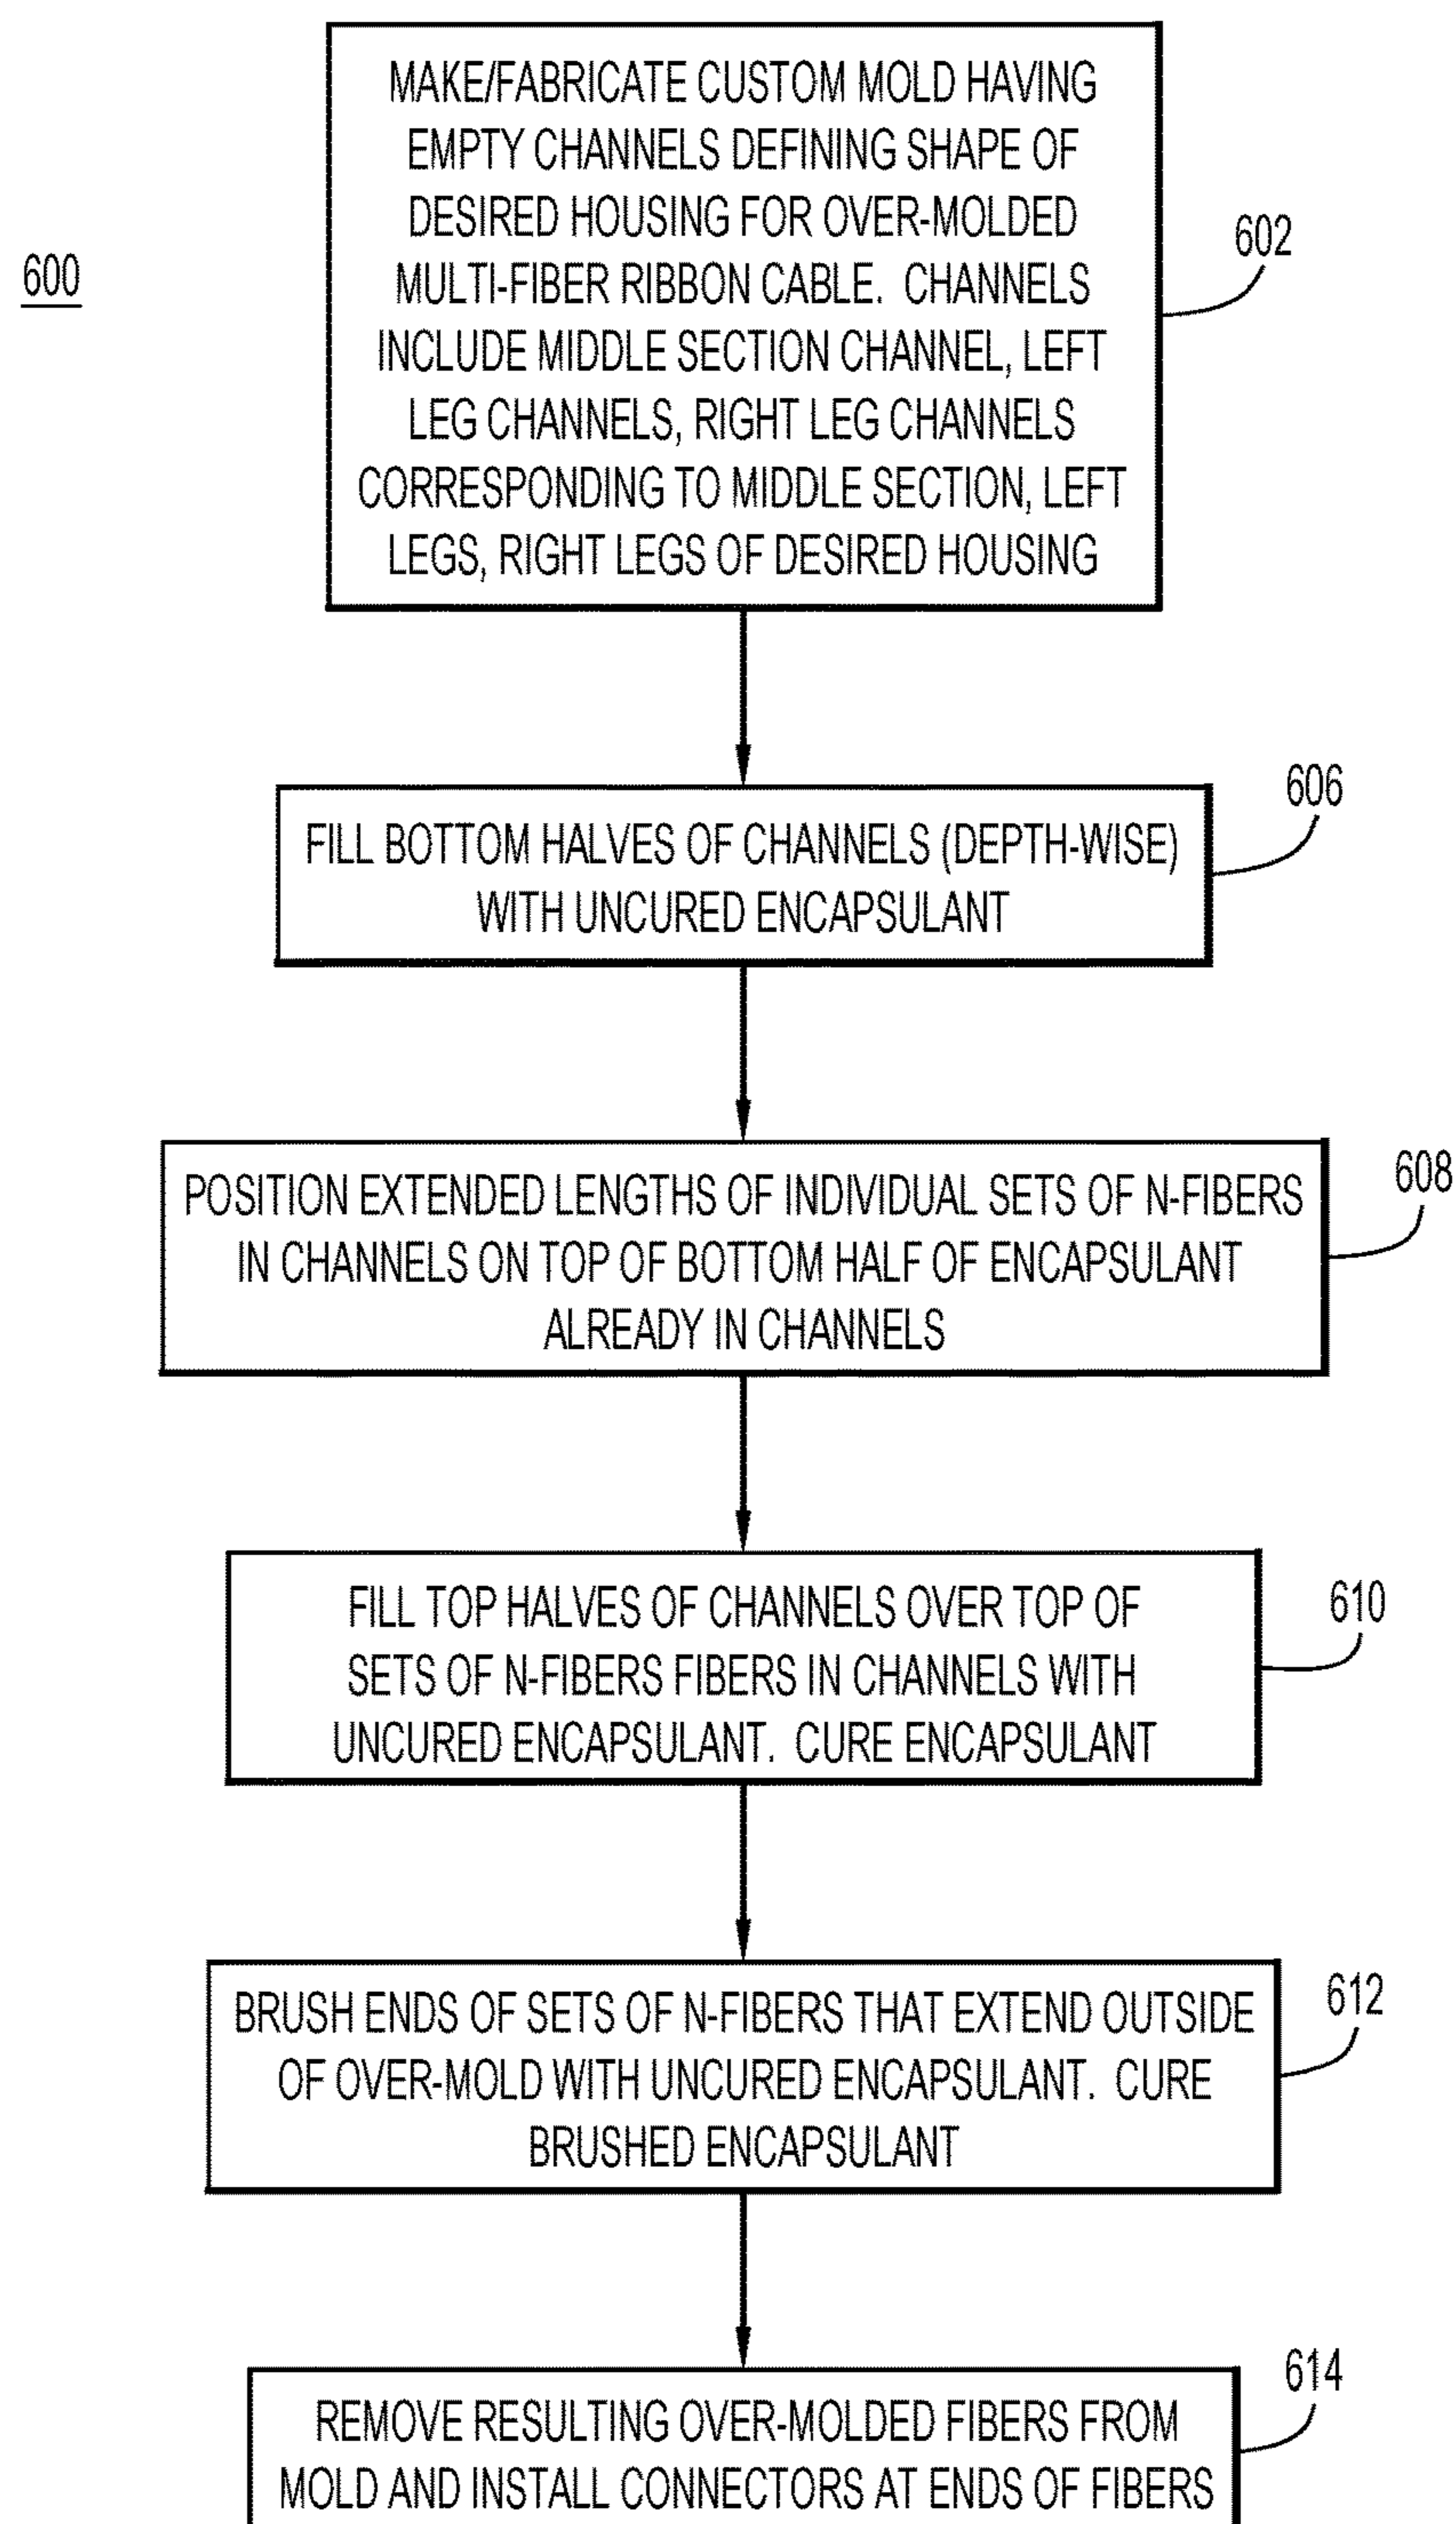 600
MAKE/FABRICATE CUSTOM MOLD HAVING
EMPTY CHANNELS DEFINING SHAPE OF
DESIRED HOUSING FOR OVER-MOLDED
MULTI-FIBER RIBBON CABLE. CHANNELS
INCLUDE MIDDLE SECTION CHANNEL, LEFT
LEG CHANNELS, RIGHT LEG CHANNELS
CORRESPONDING TO MIDDLE SECTION, LEFT
LEGS, RIGHT LEGS OF DESIRED HOUSING
602
606
FILL BOTTOM HALVES OF CHANNELS (DEPTH-WISE)
WITH UNCURED ENCAPSULANT
608
POSITION EXTENDED LENGTHS OF INDIVIDUAL SETS OF N-FIBERS
IN CHANNELS ON TOP OF BOTTOM HALF OF ENCAPSULANT
ALREADY IN CHANNELS
610
FILL TOP HALVES OF CHANNELS OVER TOP OF
SETS OF N-FIBERS FIBERS IN CHANNELS WITH
UNCURED ENCAPSULANT. CURE ENCAPSULANT
612
BRUSH ENDS OF SETS OF N-FIBERS THAT EXTEND OUTSIDE
OF OVER-MOLD WITH UNCURED ENCAPSULANT. CURE
BRUSHED ENCAPSULANT
614
REMOVE RESULTING OVER-MOLDED FIBERS FROM
MOLD AND INSTALL CONNECTORS AT ENDS OF FIBERS